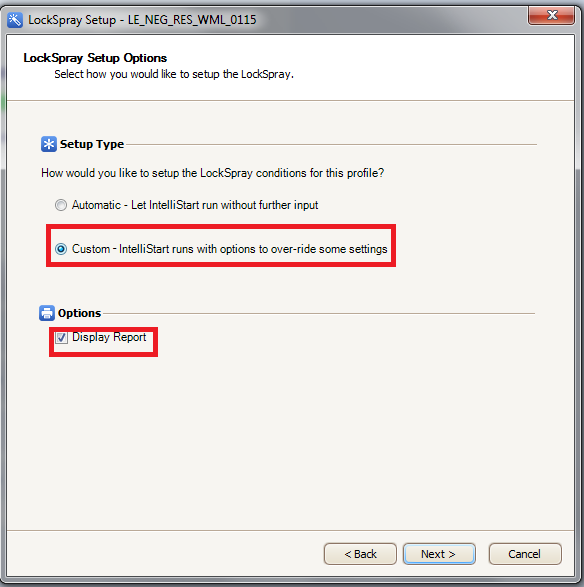 LockSpray Setup - LE_NEG_RES_WML_0115
LockSpray Setup Options
Select how you would like to setup the LockSpray.
Setup Type
How would you like to setup the LockSpray conditions for this profile?
Automatic - Let IntelliStart run without further input
Custom - IntelliStart runs with options to over-ride some settings
Options
Display Report
< Back
Next >
Cancel